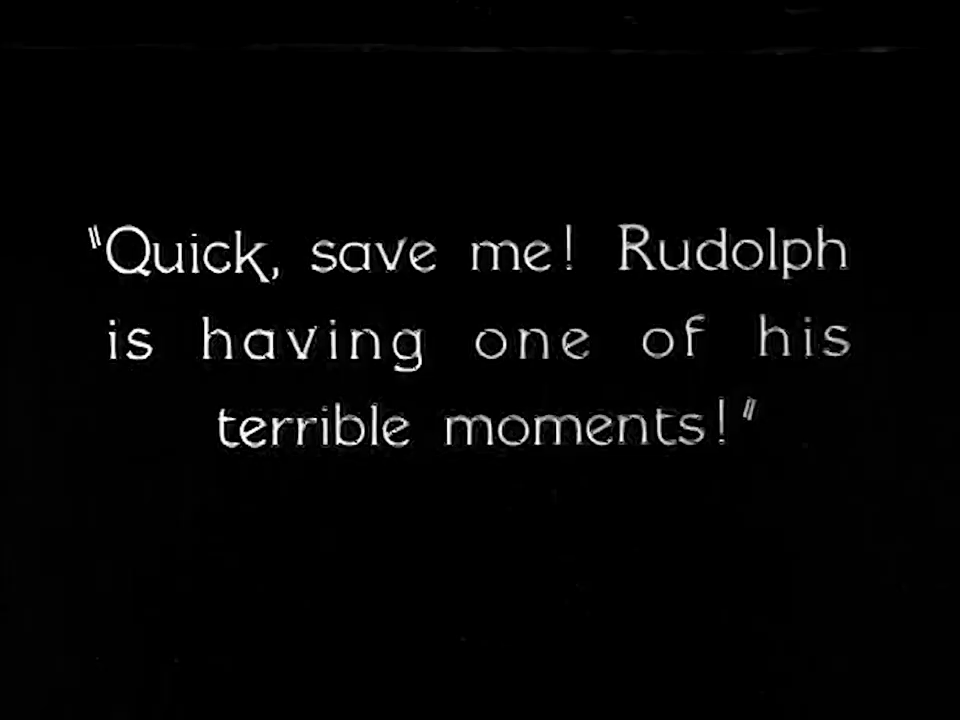 "Quick, save me! Rudolph
is having one of his
terrible moments!"